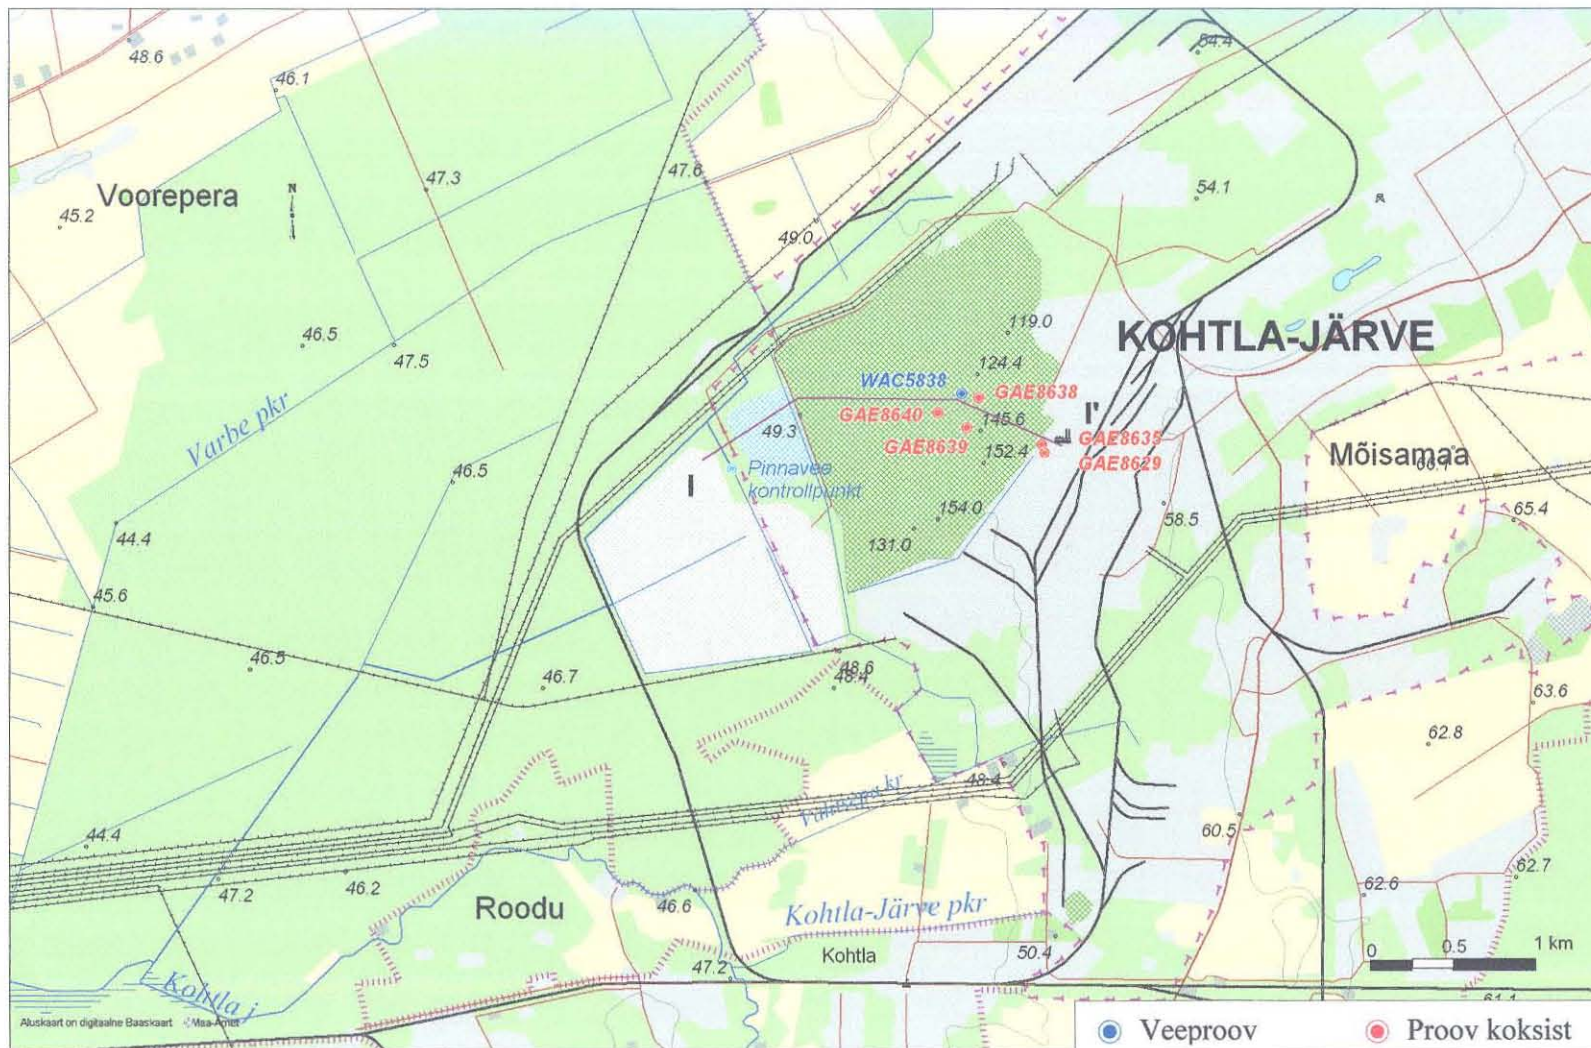 48.6
46.1
54.4
Voorepera
N
47.3
47.6
45.2
54.1
49.0
46.5
47.5
119.0
KOHTLA-JÄRVE
124.4
WAC5838
GAE8638
Varbe pkr
GAE8640
I'
49.3
145.6
GAE8635
GAE8639
152.4
GAE8629
Mõisamaa
46.5
I
Pinnavee
kontrollpunkt
44.4
154.0
58.5
65.4
131.0
45.6
46.5
46.7
48.6
48.4
63.6
62.8
48.4
44.4
60.5
47.2
46.2
62.7
62.6
Roodu
46.6
Kohtla-Järve pkr
Kohtla
50.4
0 0.5 1 km
47.2
Kohtla j
61.1
Aluskaart on digitaalne Baaskaart Maa-Amet
Veeproov
Proov koksist